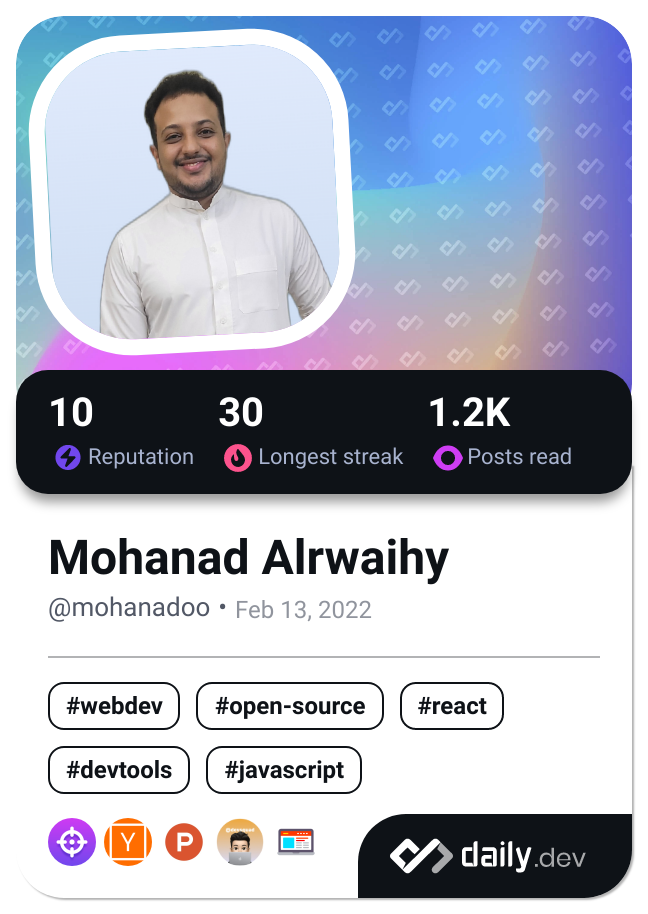 10 30 1.2K
Reputation Longest streak Posts read
Mohanad Alrwaihy
@mohanadoo • Feb 13, 2022
#webdev #open-source #react
#devtools #javascript
Y P
daily.dev